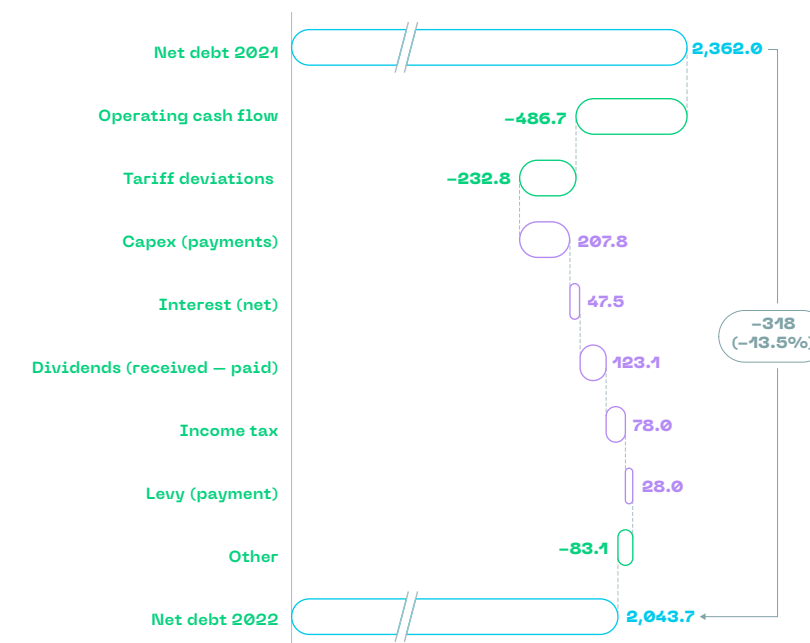 Net debt 2021 2,362.0
Operating cash flow –486.7
Tariff deviations –232.8
Capex (payments) 207.8
Interest (net) 47.5
–318
(–13.5%)
Dividends (received – paid) 123.1
Income tax 78.0
Levy (payment) 28.0
Other –83.1
Net debt 2022 2,043.7